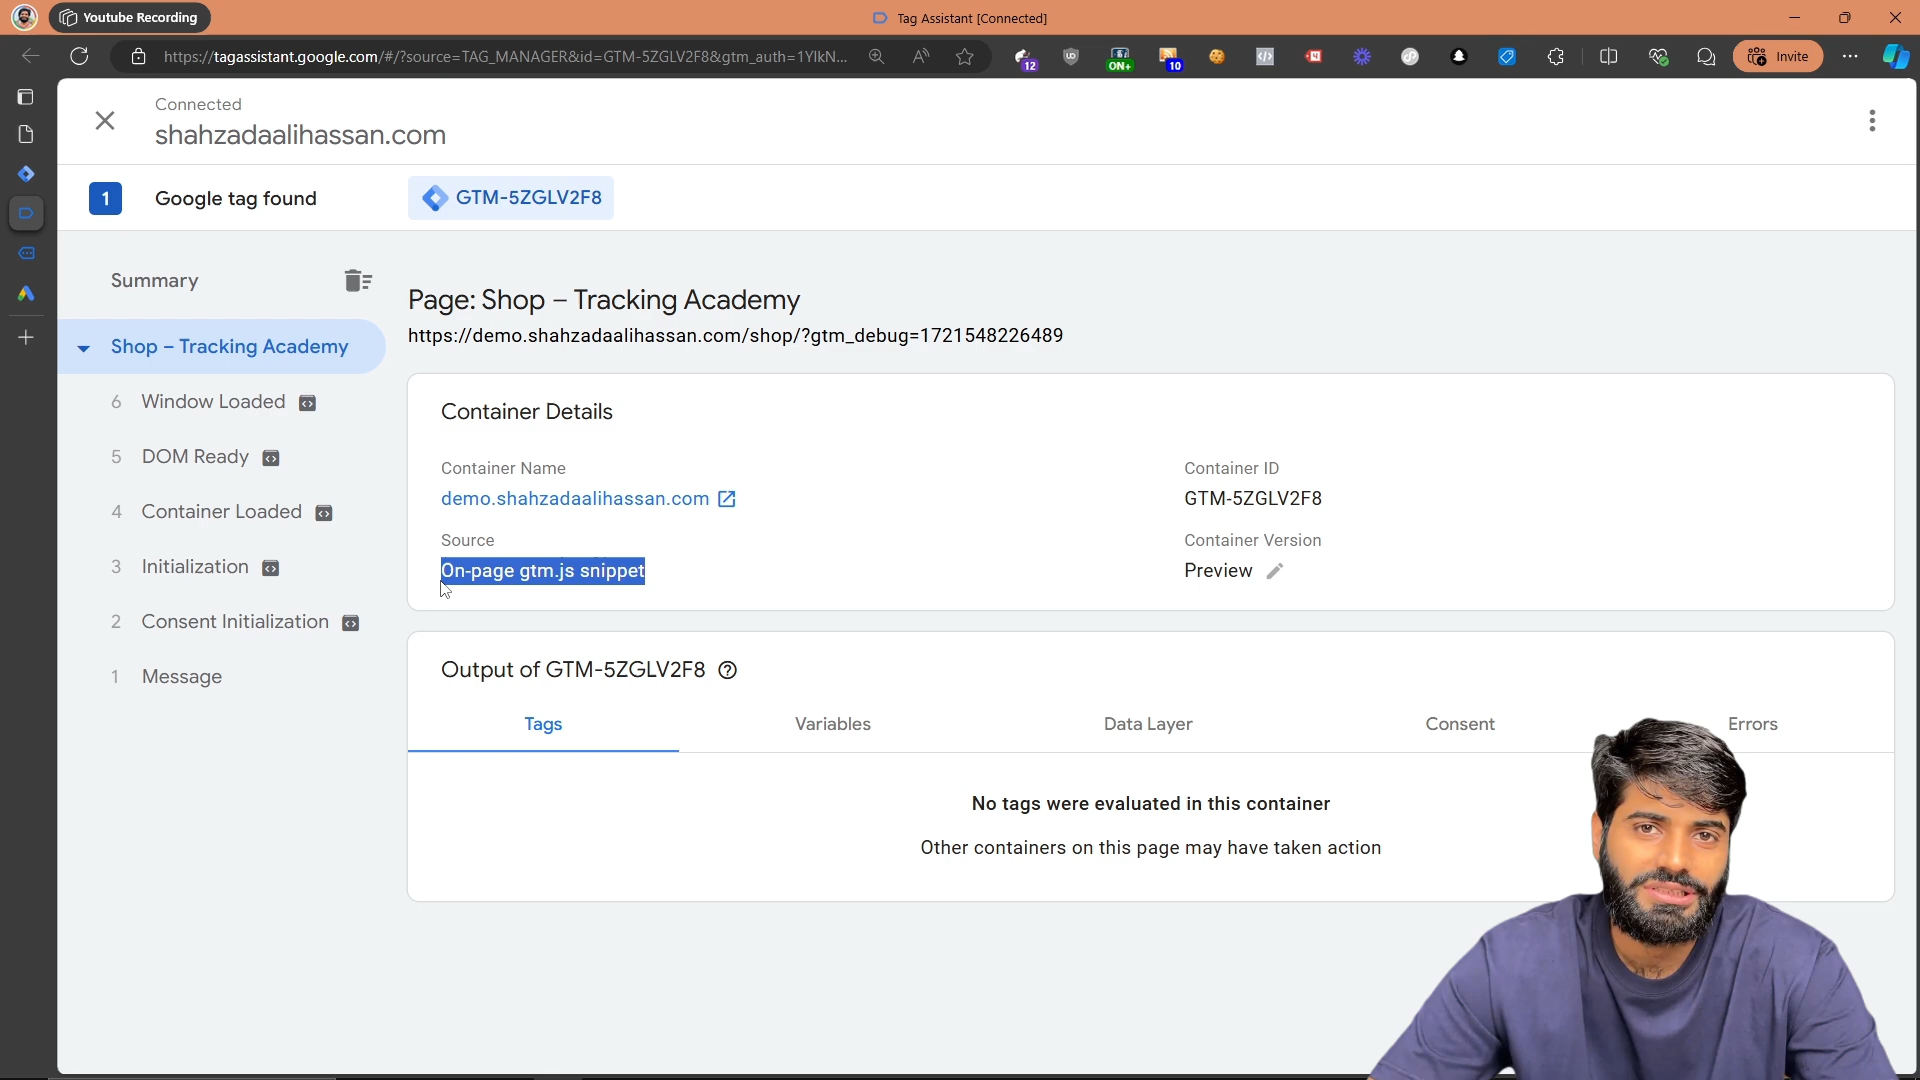 Youtube Recording
Tag Assistant [Connected]
https://tagassistant.google.com/#/?source=TAG_MANAGER&id=GTM-5ZGLV2F8&gtm_auth=1YlkN...
12
ON+
10
Invite
Connected
shahzadaalihassan.com
1
Google tag found
GTM-5ZGLV2F8
Summary
Shop – Tracking Academy
6 Window Loaded
5 DOM Ready
4 Container Loaded
3 Initialization
2 Consent Initialization
1 Message
Page: Shop – Tracking Academy
https://demo.shahzadaalihassan.com/shop/?gtm_debug=1721548226489
Container Details
Container Name
demo.shahzadaalihassan.com
Container ID
GTM-5ZGLV2F8
Source
On-page gtm.js snippet
Container Version
Preview
Output of GTM-5ZGLV2F8
Tags
Variables
Data Layer
Consent
Errors
No tags were evaluated in this container
Other containers on this page may have taken action